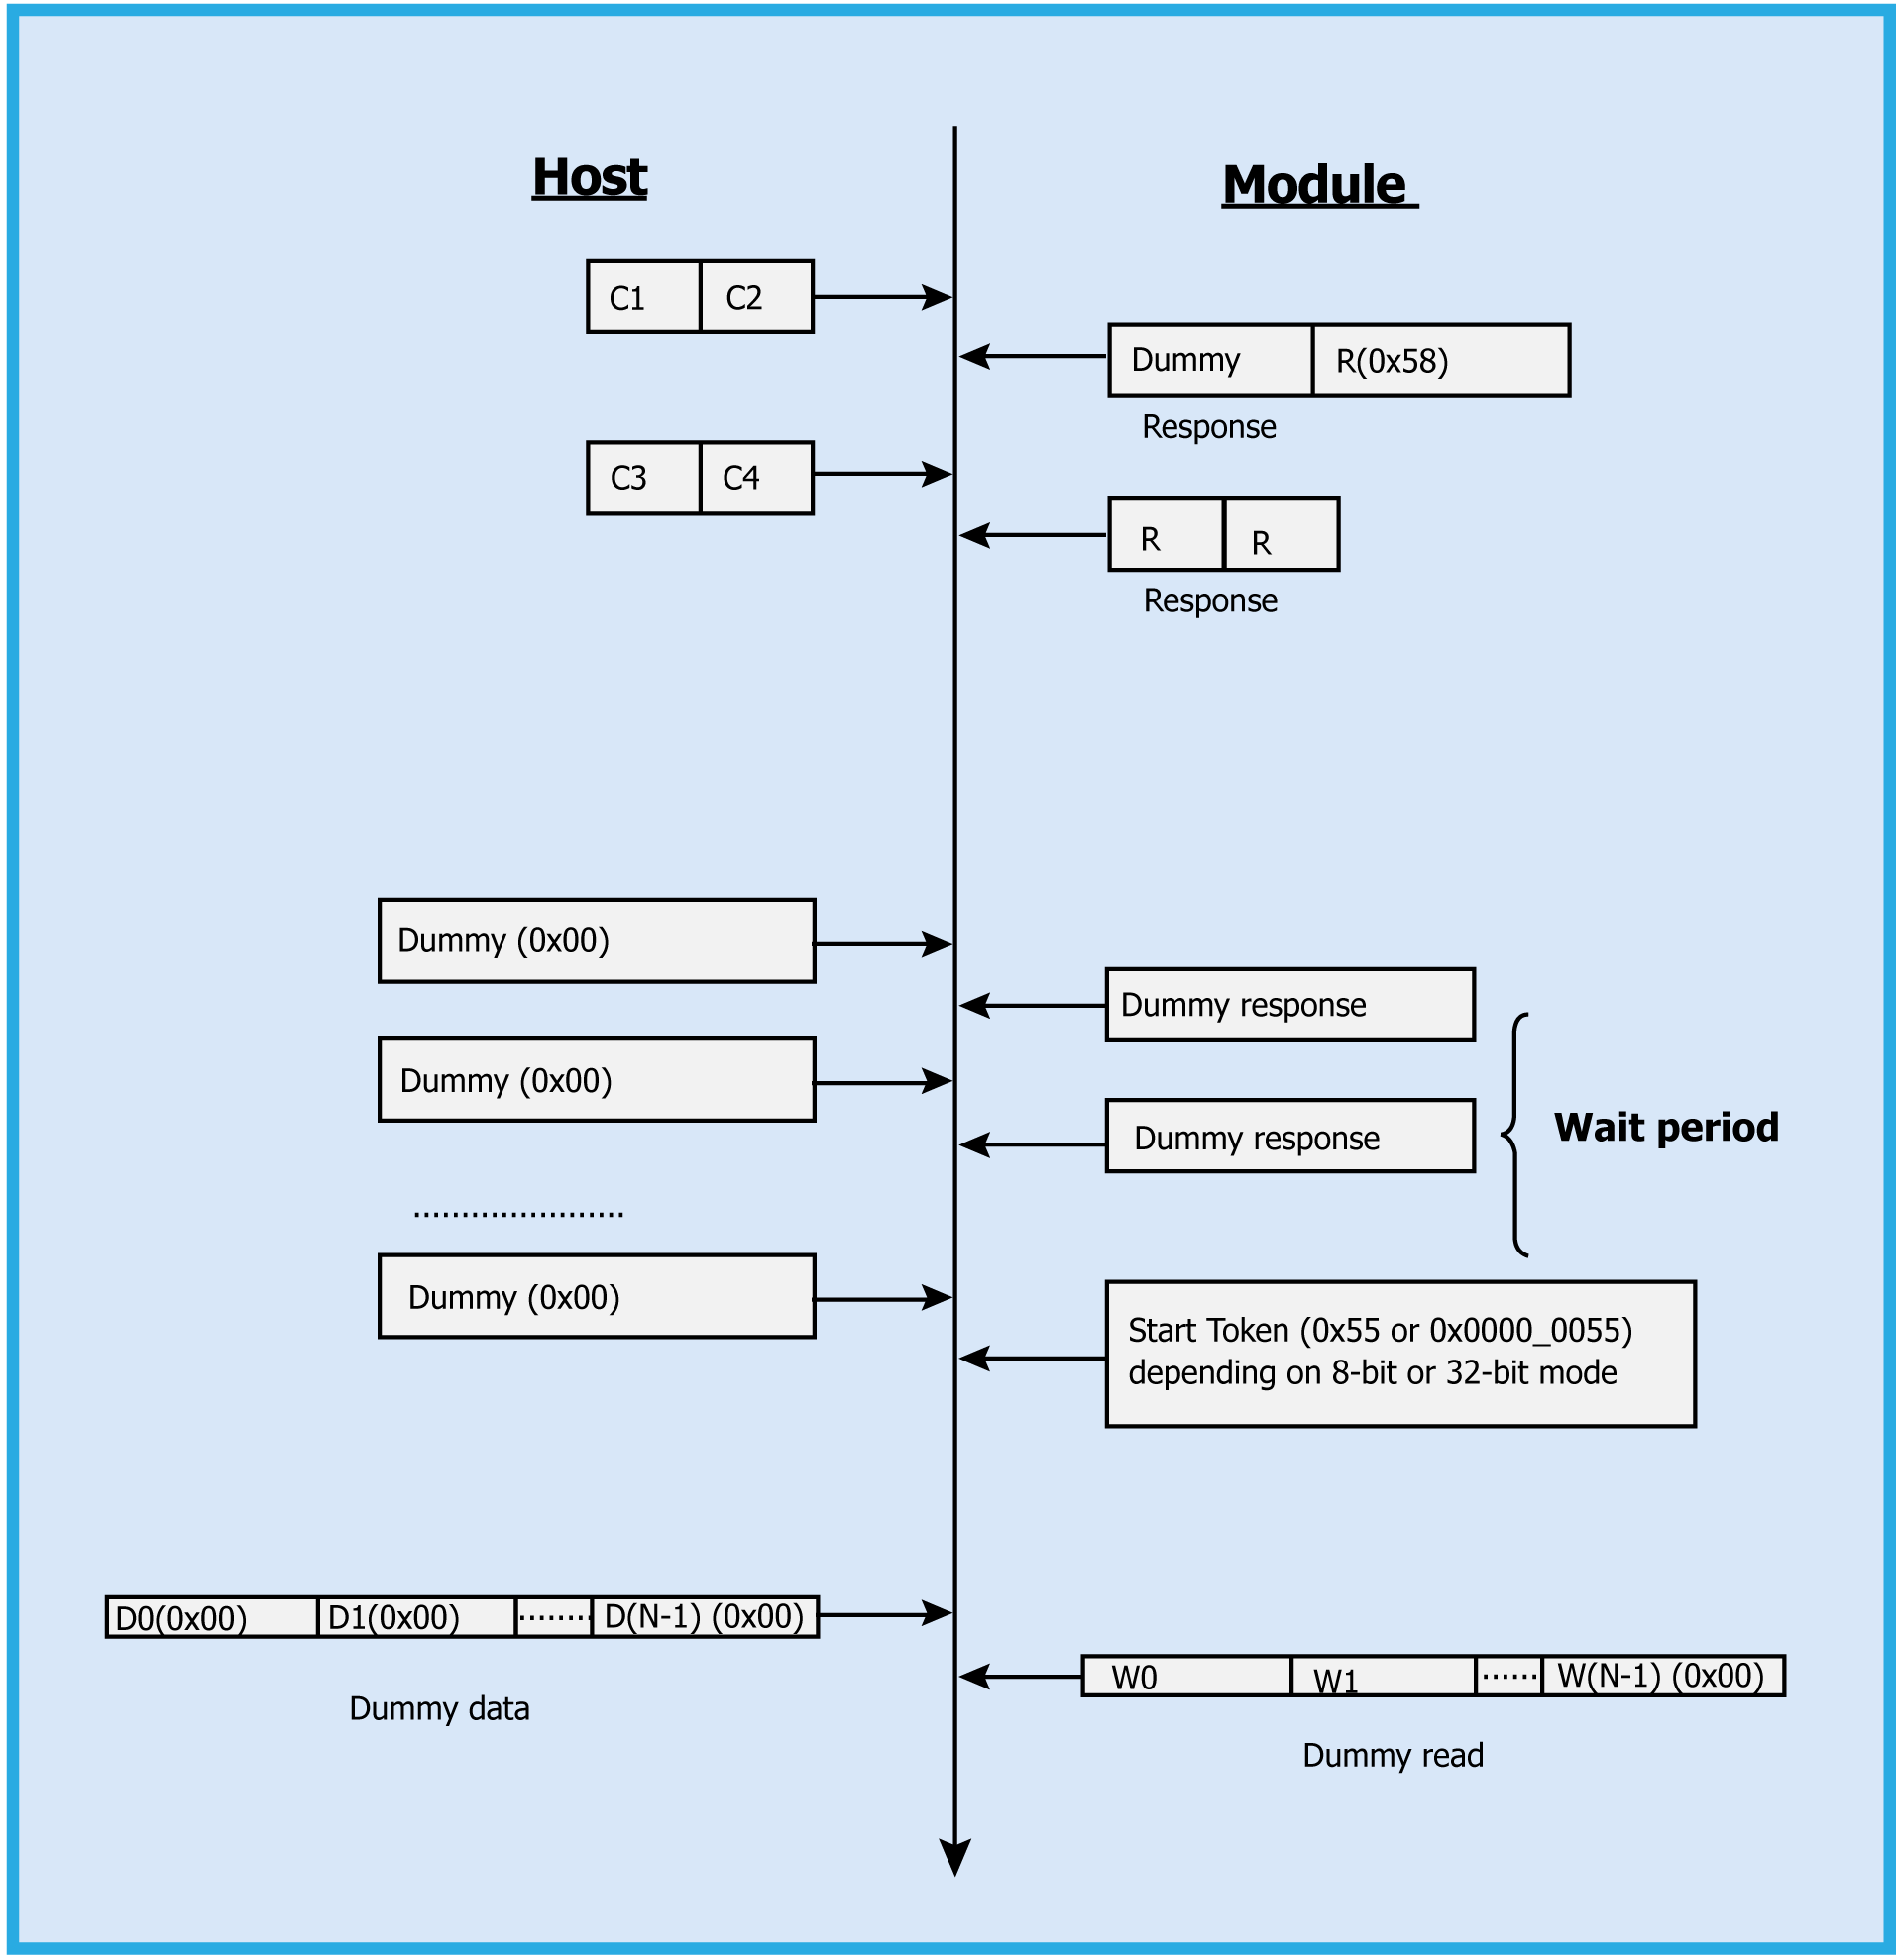 Host
Module
C1 C2
Dummy R(0x58)
Response
C3 C4
R R
Response
Dummy (0x00)
Dummy response
Dummy (0x00)
Dummy response
Wait period
.......................
Dummy (0x00)
Start Token (0x55 or 0x0000_0055)
depending on 8-bit or 32-bit mode
D0(0x00) D1(0x00) ........ D(N-1) (0x00)
W0 W1 ...... W(N-1) (0x00)
Dummy data
Dummy read